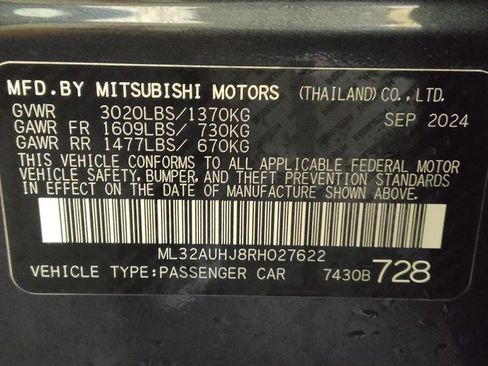 MFD.BY MITSUBISHI MOTORS (THAILAND) CO., LTD.
GVWR 3020LBS/1370KG SEP 2024
GAWR FR 1609LBS/ 730KG
GAWR RR 1477LBS/ 670KG
THIS VEHICLE CONFORMS TO ALL APPLICABLE FEDERAL MOTOR
VEHICLE SAFETY, BUMPER, AND THEFT PREVENTION STANDARDS
IN EFFECT ON THE DATE OF MANUFACTURE SHOWN ABOVE.
ML32AUHJ8RH027622
VEHICLE TYPE:PASSENGER CAR 7430B 728